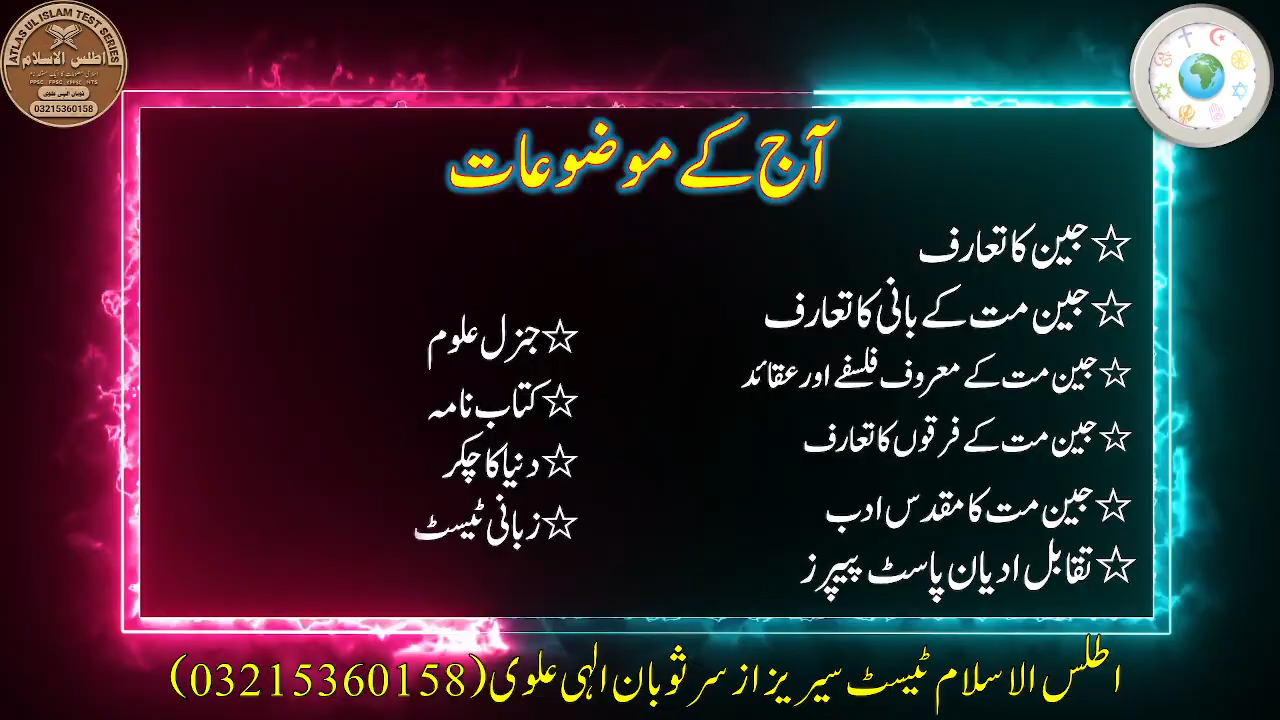 ATLAS UL ISLAM TEST SERIES
اطلس الاسلام
PPSC
03215360158
آج کے موضوعات
☆جین کا تعارف
☆جین مت کے بانی کا تعارف
☆جین مت کے معروف فلسفے اور عقائد
☆جین مت کے فرقوں کا تعارف
☆جین مت کا مقدس ادب
☆تقابل ادیان پاسٹ پیپرز
☆جنرل علوم
☆کتاب نامہ
☆دنیا کا چکر
☆زبانی ٹیسٹ
اطلس الاسلام ٹیسٹ سیریز از سر ثوبان الہی علوی (03215360158)